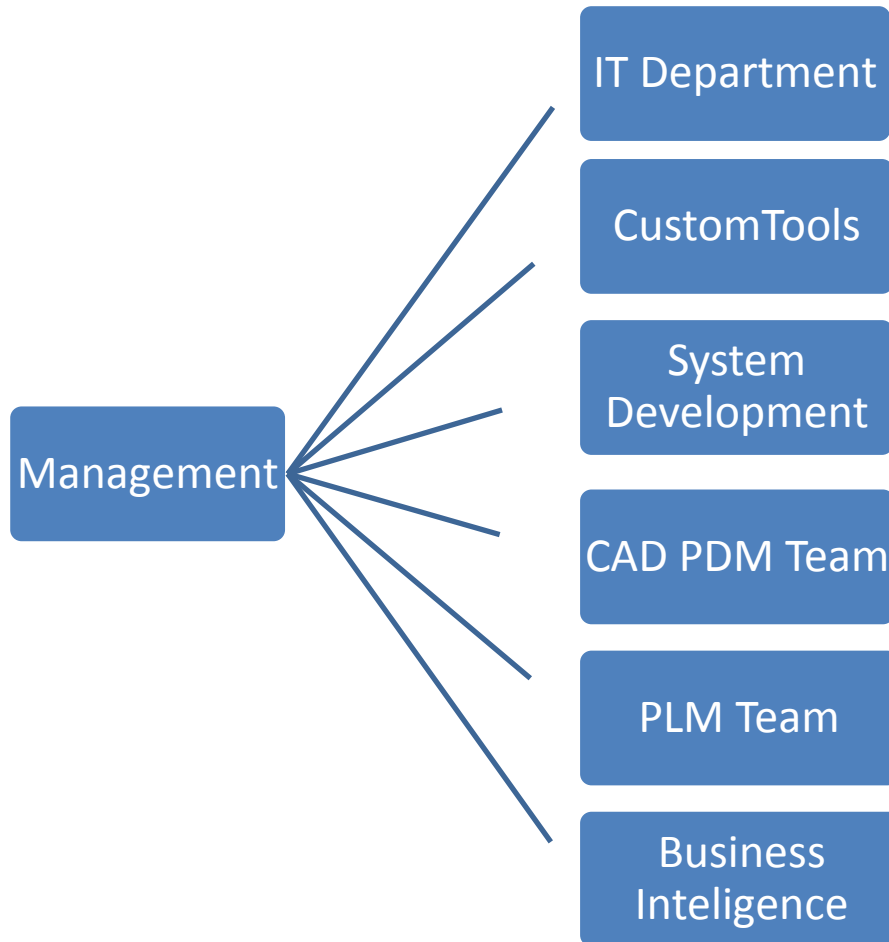 IT Department
CustomTools
System
Development
Management
CAD PDM Team
PLM Team
Business
Inteligence